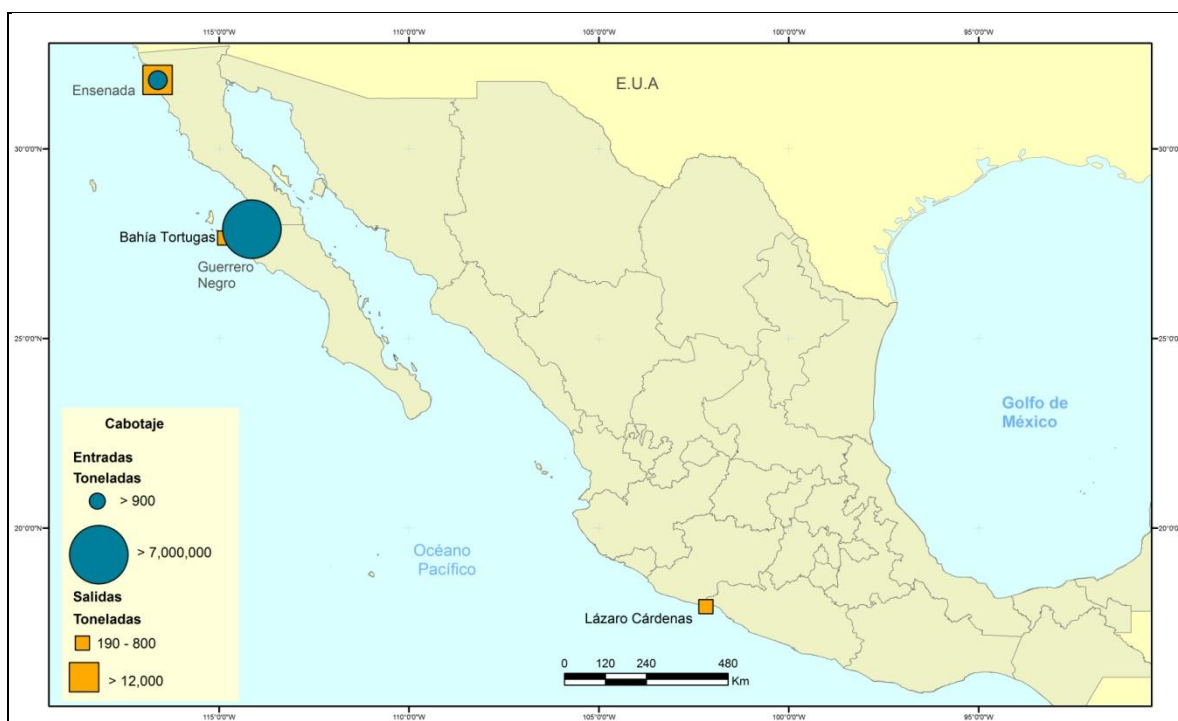 115°0'0"W 110°0'0"W 105°0'0"W 100°0'0"W 95°0'0"W
E.U.A
Ensenada
30°0'0"N 30°0'0"N
Bahía Tortugas
Guerrero
Negro
25°0'0"N 25°0'0"N
Golfo de
México
Cabotaje
Entradas
Toneladas
> 900
> 7,000,000
Salidas
Toneladas
190 - 800
> 12,000
20°0'0"N 20°0'0"N
Océano
Pacífico
Lázaro Cárdenas
0 120 240 480
Km
115°0'0"W 110°0'0"W 105°0'0"W 100°0'0"W 95°0'0"W